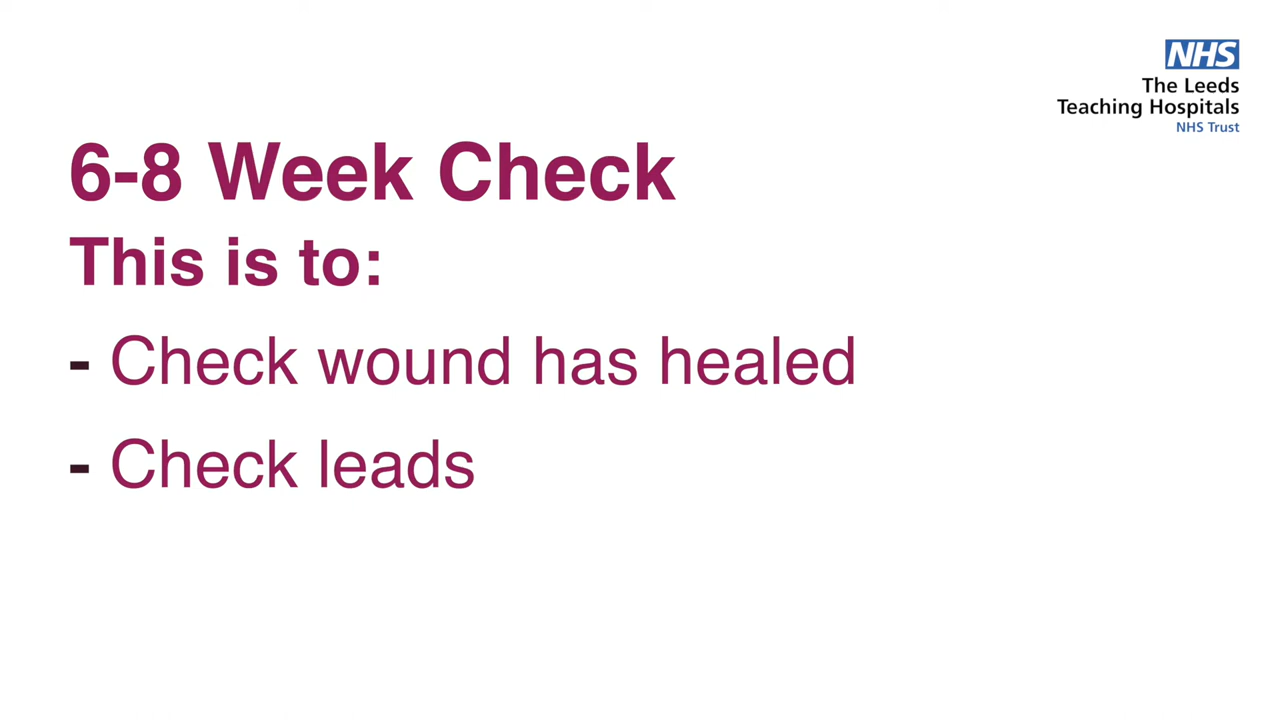 NHS
The Leeds
Teaching Hospitals
NHS Trust
6-8 Week Check
This is to:
- Check wound has healed
- Check leads